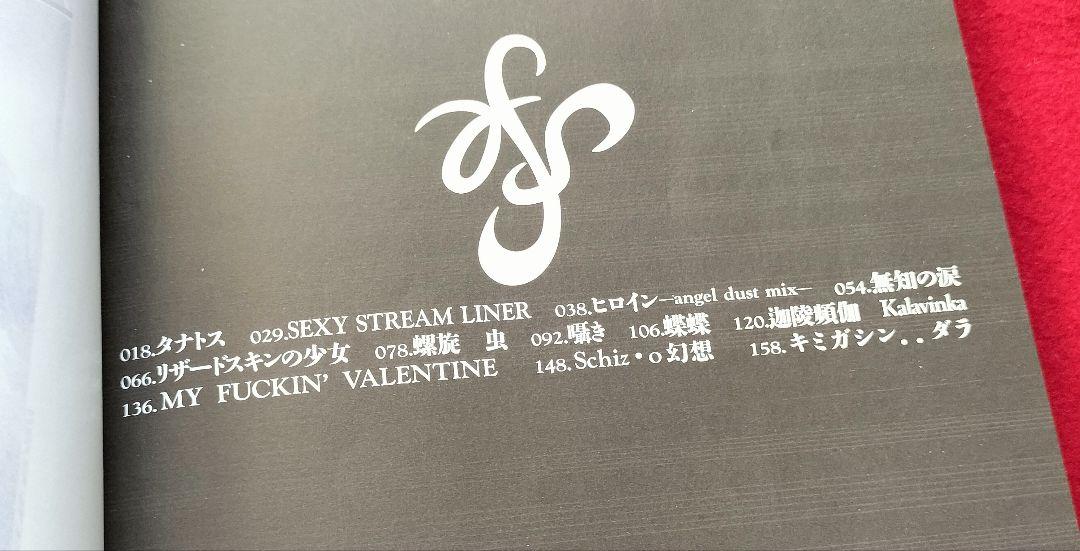 018.タナトス 029.SEXY STREAM LINER 038.ヒロイン─angel dust mix─ 054.無知の涙
066.リザードスキンの少女 078.螺旋 虫 092.囁き 106.蝶蝶 120.迦陵頻伽 Kalavinka
136.MY FUCKIN' VALENTINE 148.Schiz・o幻想 158.キミガシン..ダラ